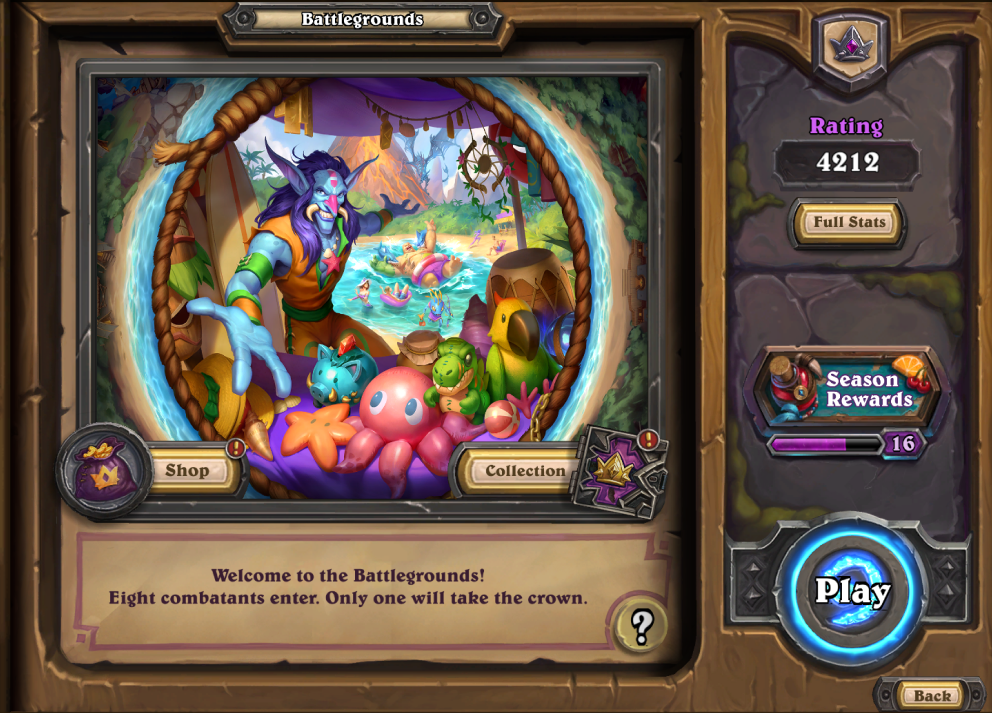 Battlegrounds
Rating
4212
Full Stats
Season
Rewards
16
!
Shop
!
Collection
Welcome to the Battlegrounds!
Eight combatants enter. Only one will take the crown.
?
Play
Back